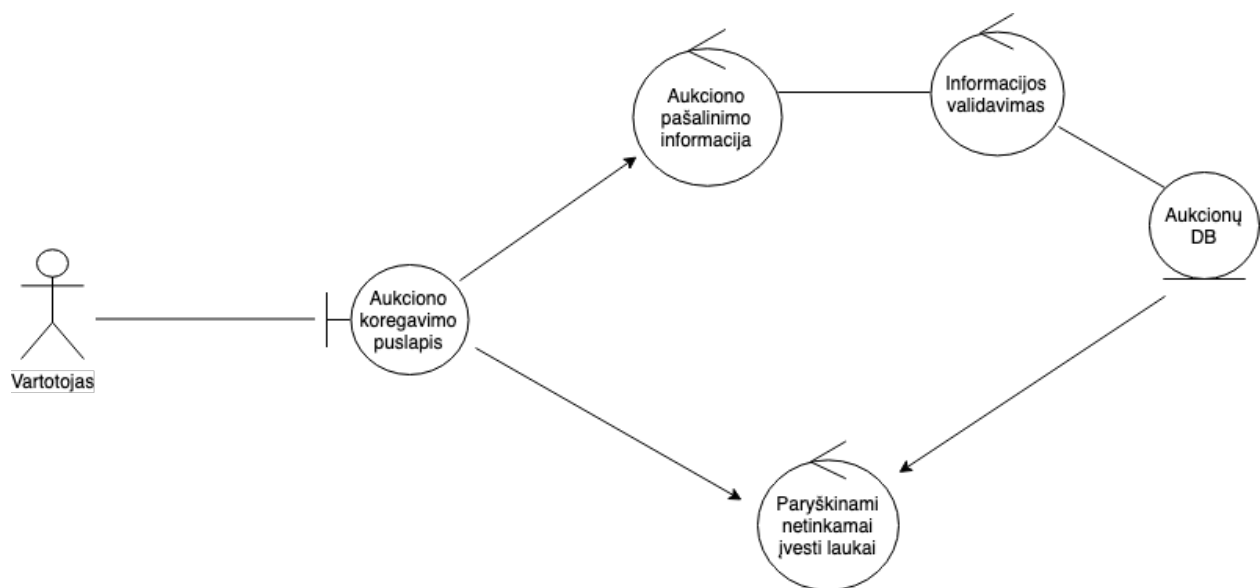 Aukciono
pašalinimo
informacija
Informacijos
validavimas
Aukcionų
DB
Aukciono
koregavimo
puslapis
Vartotojas
Paryškinami
netinkamai
įvesti laukai